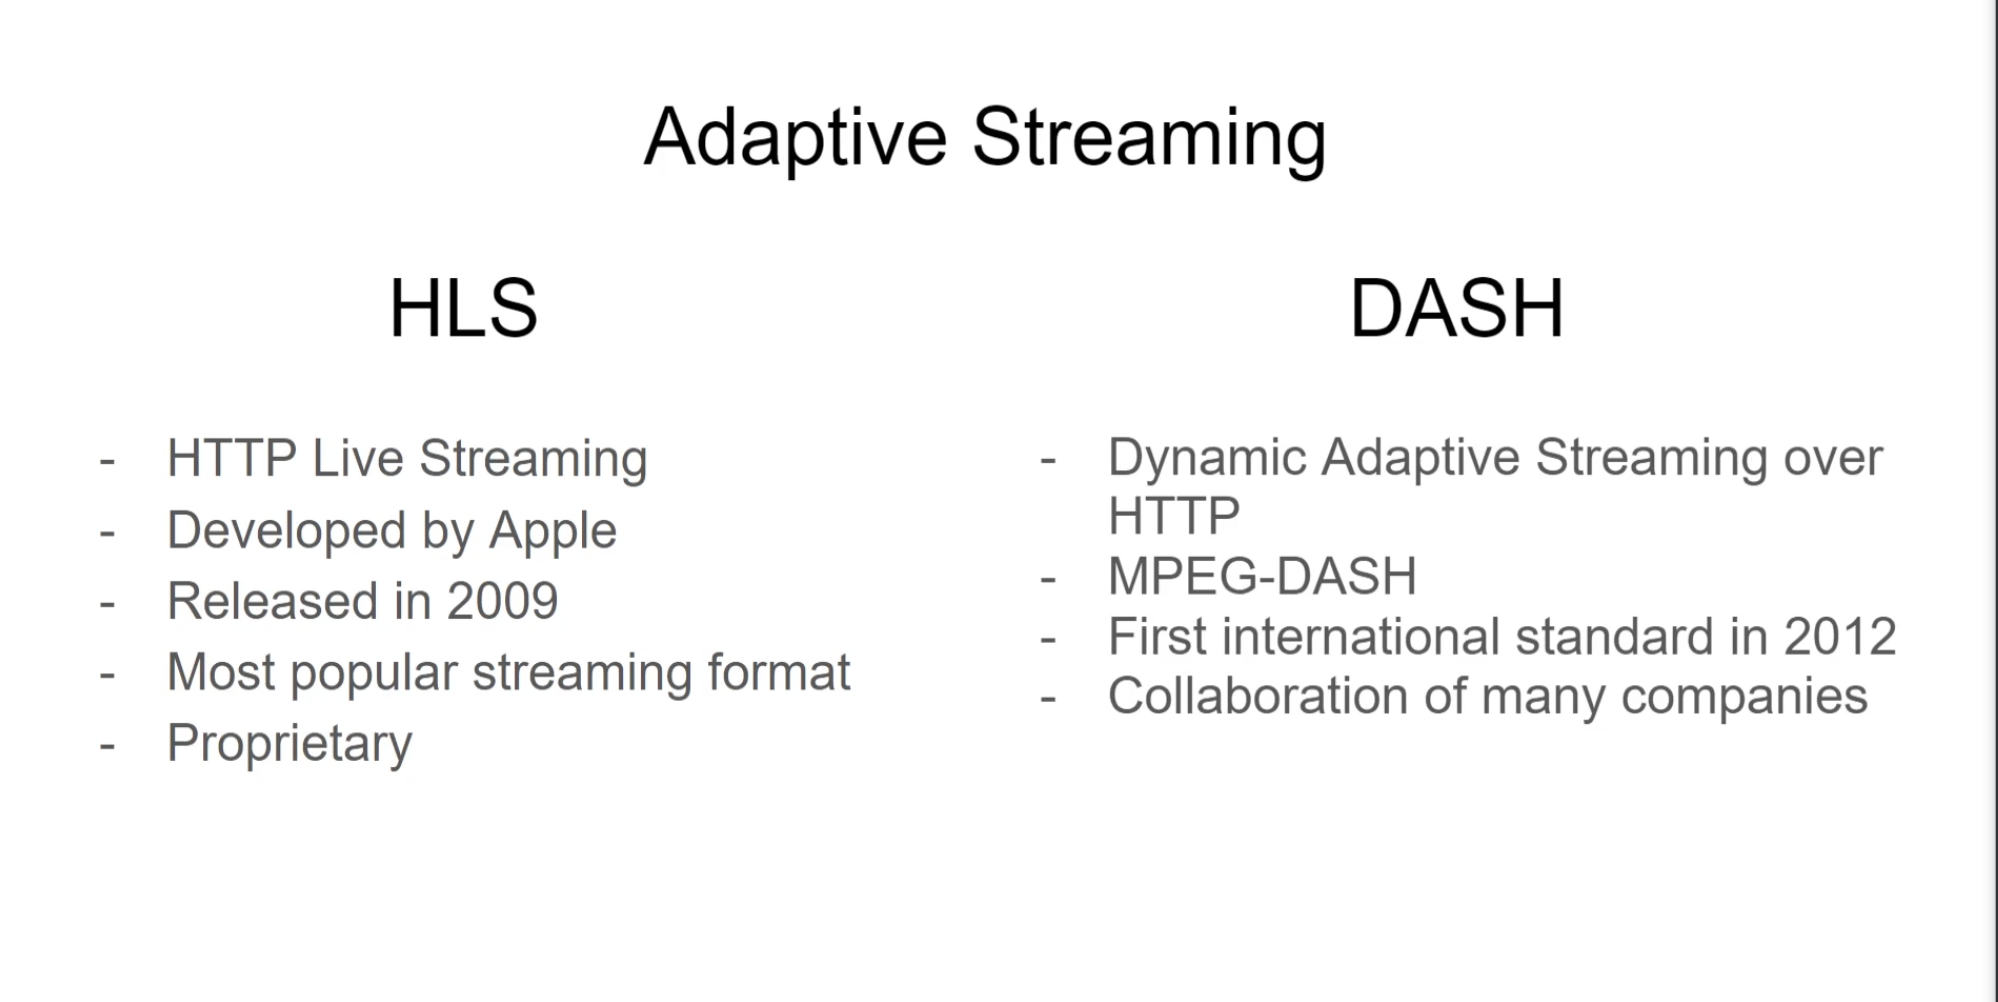 Adaptive Streaming
HLS
- HTTP Live Streaming
- Developed by Apple
- Released in 2009
- Most popular streaming format
- Proprietary
DASH
- Dynamic Adaptive Streaming over
HTTP
- MPEG-DASH
- First international standard in 2012
- Collaboration of many companies